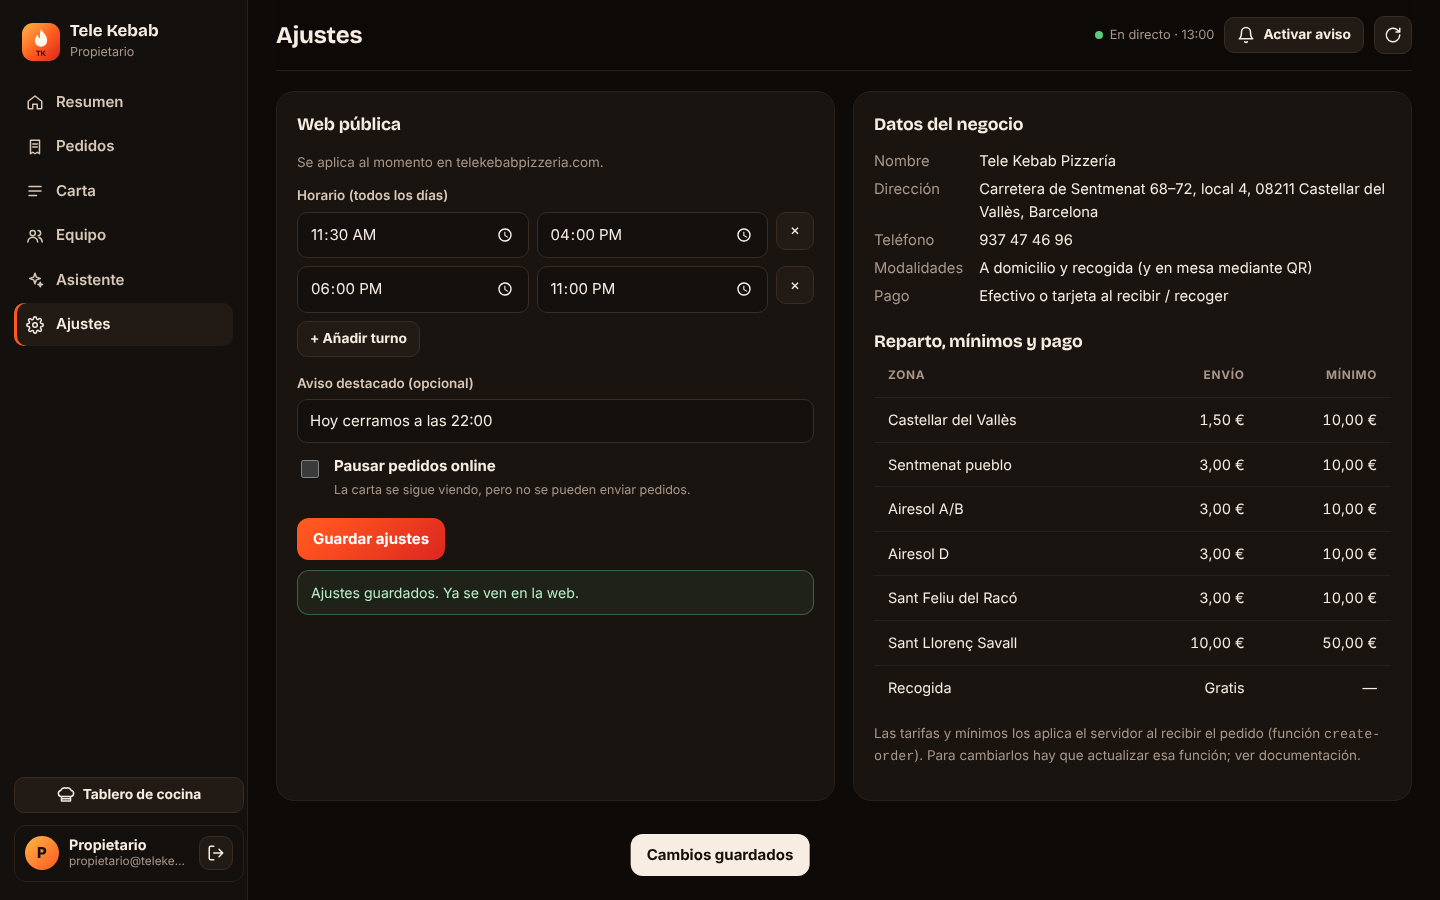 TK
Tele Kebab
Propietario
Resumen
Pedidos
Carta
Equipo
Asistente
Ajustes
Tablero de cocina
P
Propietario
propietario@teleke...
Ajustes
En directo · 13:00
Activar aviso
Web pública
Se aplica al momento en telekebabpizzeria.com.
Horario (todos los días)
11:30 AM
04:00 PM
×
06:00 PM
11:00 PM
×
+ Añadir turno
Aviso destacado (opcional)
Hoy cerramos a las 22:00
Pausar pedidos online
La carta se sigue viendo, pero no se pueden enviar pedidos.
Guardar ajustes
Ajustes guardados. Ya se ven en la web.
Datos del negocio
Nombre Tele Kebab Pizzería
Dirección Carretera de Sentmenat 68–72, local 4, 08211 Castellar del
Vallès, Barcelona
Teléfono 937 47 46 96
Modalidades A domicilio y recogida (y en mesa mediante QR)
Pago Efectivo o tarjeta al recibir / recoger
Reparto, mínimos y pago
ZONA ENVÍO MÍNIMO
Castellar del Vallès 1,50 € 10,00 €
Sentmenat pueblo 3,00 € 10,00 €
Airesol A/B 3,00 € 10,00 €
Airesol D 3,00 € 10,00 €
Sant Feliu del Racó 3,00 € 10,00 €
Sant Llorenç Savall 10,00 € 50,00 €
Recogida Gratis —
Las tarifas y mínimos los aplica el servidor al recibir el pedido (función create-
order). Para cambiarlos hay que actualizar esa función; ver documentación.
Cambios guardados